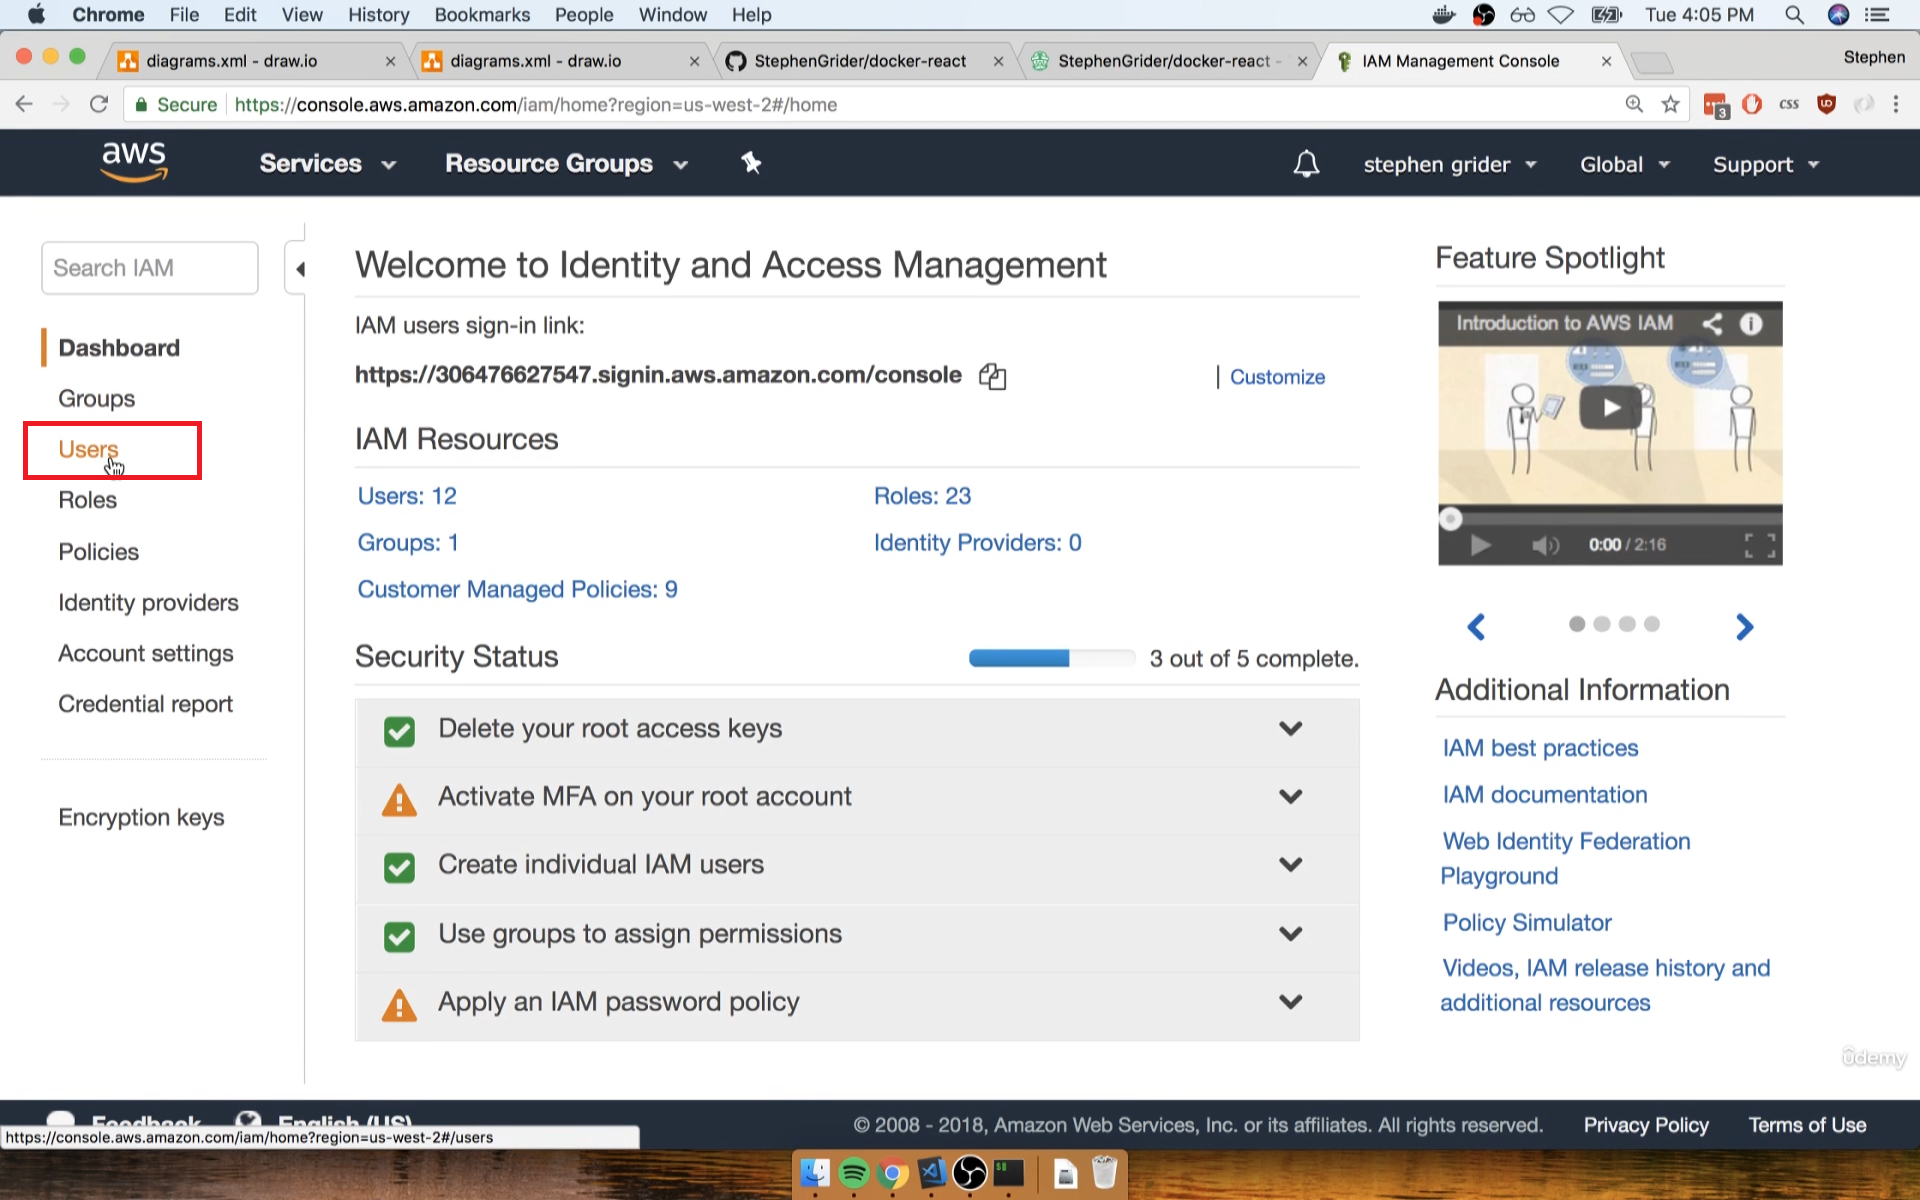 Chrome File Edit View History Bookmarks People Window Help Tue 4:05 PM
diagrams.xml - draw.io
diagrams.xml - draw.io
StephenGrider/docker-react
StephenGrider/docker-react -
IAM Management Console
Stephen
Secure https://console.aws.amazon.com/iam/home?region=us-west-2#/home
3
css
aws Services Resource Groups stephen grider Global Support
Search IAM
Dashboard
Groups
Users
Roles
Policies
Identity providers
Account settings
Credential report
Encryption keys
Welcome to Identity and Access Management
IAM users sign-in link:
https://306476627547.signin.aws.amazon.com/console
Customize
IAM Resources
Users: 12
Roles: 23
Groups: 1
Identity Providers: 0
Customer Managed Policies: 9
Security Status
3 out of 5 complete.
Delete your root access keys
Activate MFA on your root account
Create individual IAM users
Use groups to assign permissions
Apply an IAM password policy
Feature Spotlight
Introduction to AWS IAM
0:00 / 2:16
Additional Information
IAM best practices
IAM documentation
Web Identity Federation
Playground
Policy Simulator
Videos, IAM release history and
additional resources
ûdemy
Feedback English (US)
© 2008 - 2018, Amazon Web Services, Inc. or its affiliates. All rights reserved. Privacy Policy Terms of Use
https://console.aws.amazon.com/iam/home?region=us-west-2#/users